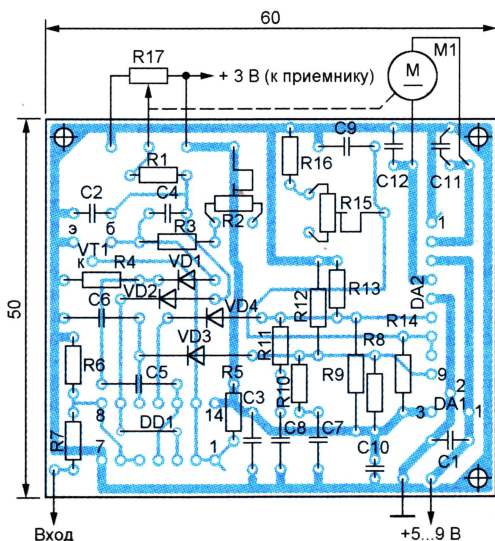 60
R17
+ 3 В (к приемнику)
M1
M
50
C9
R1
R16
C12
C11
C2
C4
R2
R15
э
б
R3
1
VT1
к
R4
VD1
DA2
C6
VD2
VD4
R12
R13
VD3
R11
R8
R14
R6
C5
R5
R10
R9
9
2
8
DD1
14
C3
C8
C7
3
DA1
1
R7
7
1
C10
C1
Вход
+5...9 В